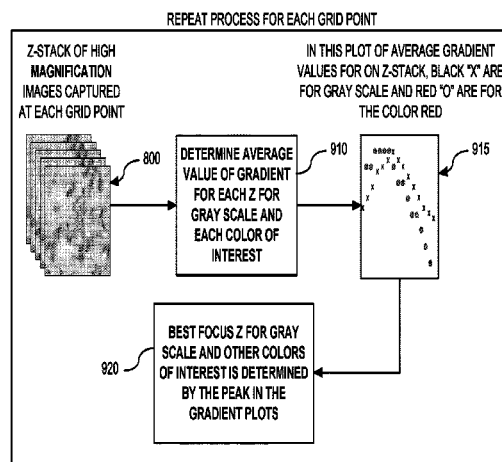 REPEAT PROCESS FOR EACH GRID POINT
Z-STACK OF HIGH
MAGNIFICATION
IMAGES CAPTURED
AT EACH GRID POINT
800
DETERMINE AVERAGE
VALUE OF GRADIENT
FOR EACH Z FOR
GRAY SCALE AND
EACH COLOR OF
INTEREST
910
IN THIS PLOT OF AVERAGE GRADIENT
VALUES FOR ON Z-STACK, BLACK "X" ARE
FOR GRAY SCALE AND RED "O" ARE FOR
THE COLOR RED
915
BEST FOCUS Z FOR GRAY
SCALE AND OTHER COLORS
OF INTEREST IS DETERMINED
BY THE PEAK IN THE
GRADIENT PLOTS
920